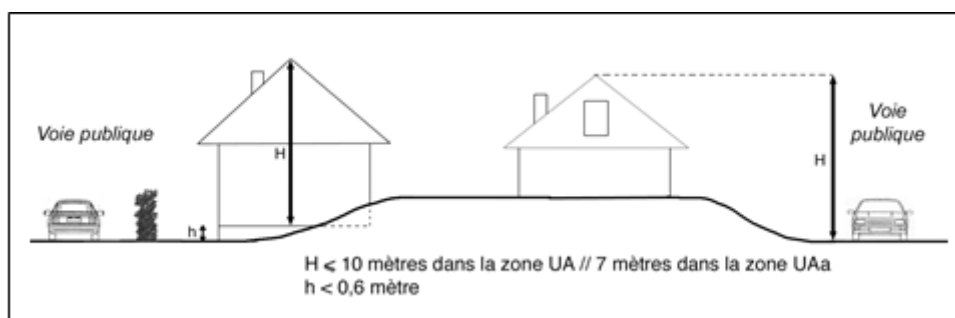 Voie publique
H
h
H
Voie
publique
H ⩽ 10 mètres dans la zone UA // 7 mètres dans la zone UAa
h < 0,6 mètre